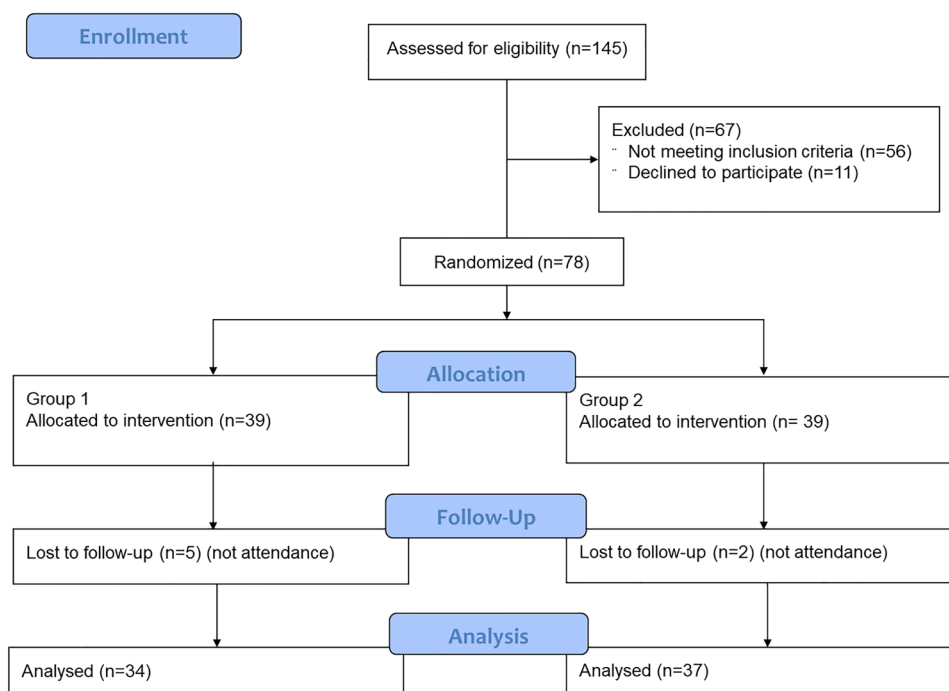 Enrollment
Assessed for eligibility (n=145)
Excluded (n=67)
¨ Not meeting inclusion criteria (n=56)
¨ Declined to participate (n=11)
Randomized (n=78)
Allocation
Group 1
Allocated to intervention (n=39)
Group 2
Allocated to intervention (n= 39)
Follow-Up
Lost to follow-up (n=5) (not attendance)
Lost to follow-up (n=2) (not attendance)
Analysis
Analysed (n=34)
Analysed (n=37)